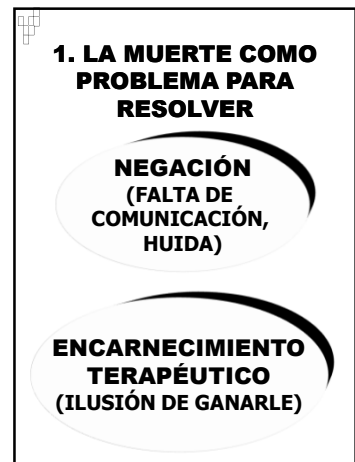 1. LA MUERTE COMO
PROBLEMA PARA
RESOLVER
NEGACIÓN
(FALTA DE
COMUNICACIÓN,
HUIDA)
ENCARNECIMIENTO
TERAPÉUTICO
(ILUSIÓN DE GANARLE)